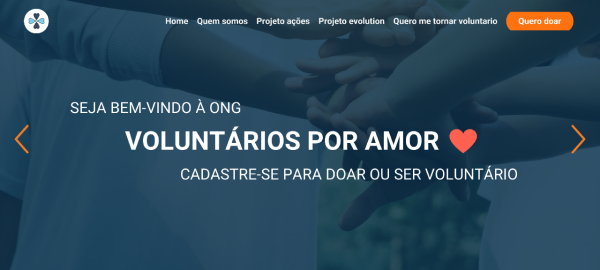 Home Quem somos Projeto ações Projeto evolution Quero me tornar voluntario Quero doar
SEJA BEM-VINDO À ONG
VOLUNTÁRIOS POR AMOR
CADASTRE-SE PARA DOAR OU SER VOLUNTÁRIO